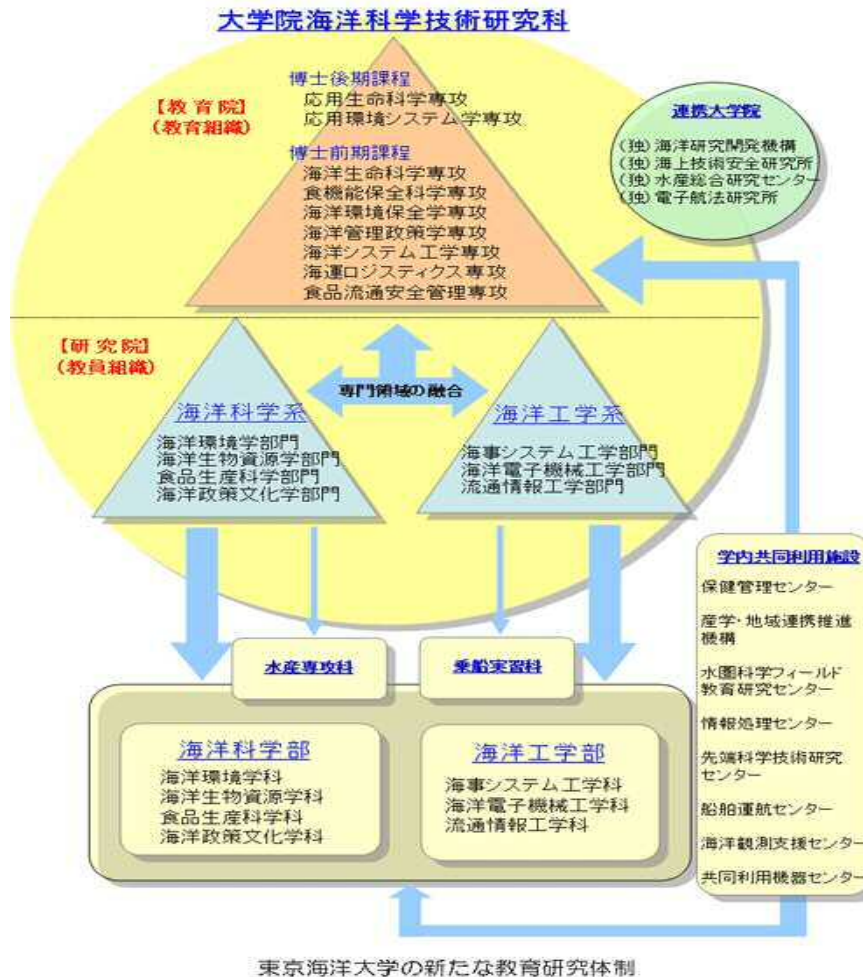 大学院海洋科学技術研究科
【教育院】
(教育組織)
博士後期課程
応用生命科学専攻
応用環境システム学専攻
博士前期課程
海洋生命科学専攻
食機能保全科学専攻
海洋環境保全学専攻
海洋管理政策学専攻
海洋システム工学専攻
海運ロジスティクス専攻
食品流通安全管理専攻
連携大学院
(独)海洋研究開発機構
(独)海上技術安全研究所
(独)水産総合研究センター
(独)電子航法研究所
【研究院】
(教員組織)
専門領域の融合
海洋科学系
海洋環境学部門
海洋生物資源学部門
食品生産科学部門
海洋政策文化学部門
海洋工学系
海事システム工学部門
海洋電子機械工学部門
流通情報工学部門
水産専攻科
乗船実習科
海洋科学部
海洋環境学科
海洋生物資源学科
食品生産科学科
海洋政策文化学科
海洋工学部
海事システム工学科
海洋電子機械工学科
流通情報工学科
学内共同利用施設
保健管理センター
産学・地域連携推進
機構
水圏科学フィールド
教育研究センター
情報処理センター
先端科学技術研究
センター
船舶運航センター
海洋観測支援センター
共同利用機器センター
東京海洋大学の新たな教育研究体制